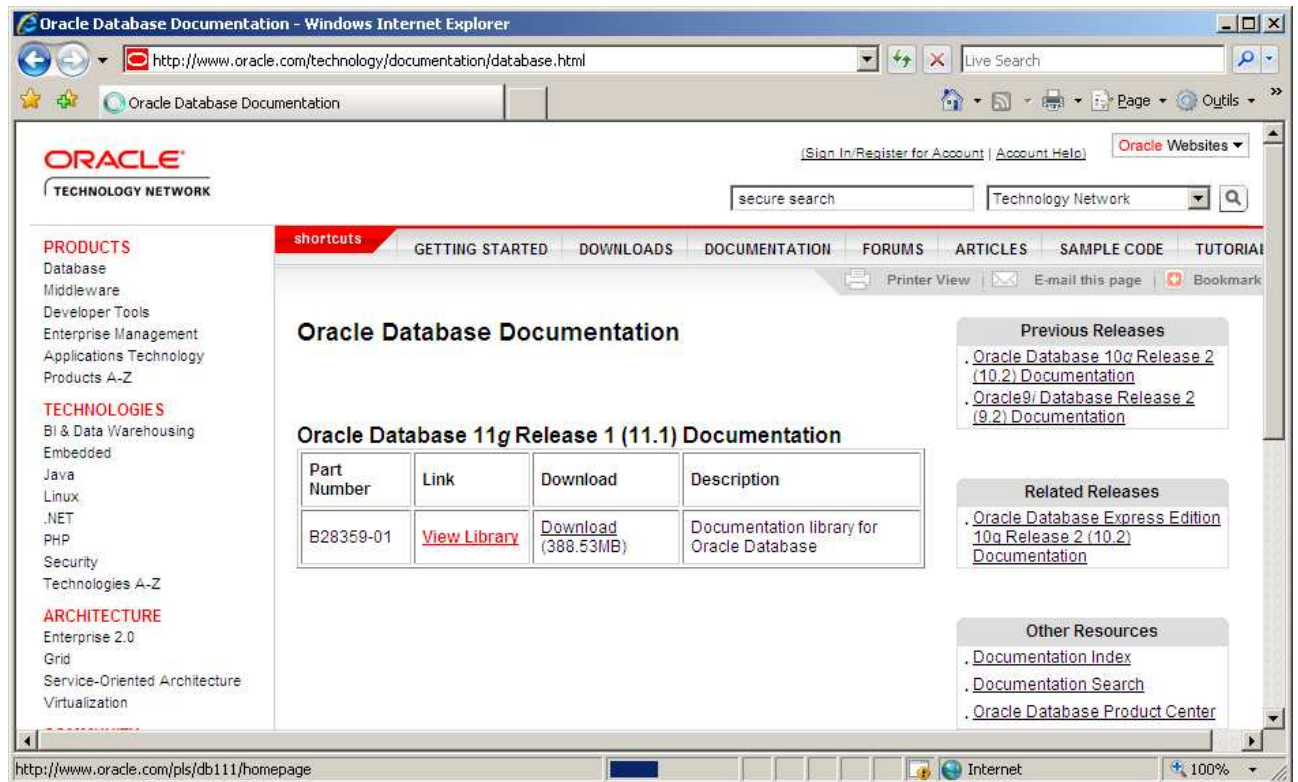 Oracle Database Documentation - Windows Internet Explorer
http://www.oracle.com/technology/documentation/database.html
Live Search
Oracle Database Documentation
Page
Outils
»
ORACLE
TECHNOLOGY NETWORK
(Sign In/Register for Account | Account Help)
Oracle Websites
secure search
Technology Network
PRODUCTS
Database
Middleware
Developer Tools
Enterprise Management
Applications Technology
Products A-Z
TECHNOLOGIES
BI & Data Warehousing
Embedded
Java
Linux
.NET
PHP
Security
Technologies A-Z
ARCHITECTURE
Enterprise 2.0
Grid
Service-Oriented Architecture
Virtualization
shortcuts
GETTING STARTED DOWNLOADS DOCUMENTATION FORUMS ARTICLES SAMPLE CODE TUTORIAL
Printer View | E-mail this page | Bookmark
Oracle Database Documentation
Oracle Database 11g Release 1 (11.1) Documentation
Part Number Link Download Description
B28359-01 View Library Download (388.53MB) Documentation library for Oracle Database
Previous Releases
. Oracle Database 10g Release 2
(10.2) Documentation
. Oracle9i Database Release 2
(9.2) Documentation
Related Releases
. Oracle Database Express Edition
10g Release 2 (10.2)
Documentation
Other Resources
. Documentation Index
. Documentation Search
. Oracle Database Product Center
http://www.oracle.com/pls/db111/homepage
Internet
100%